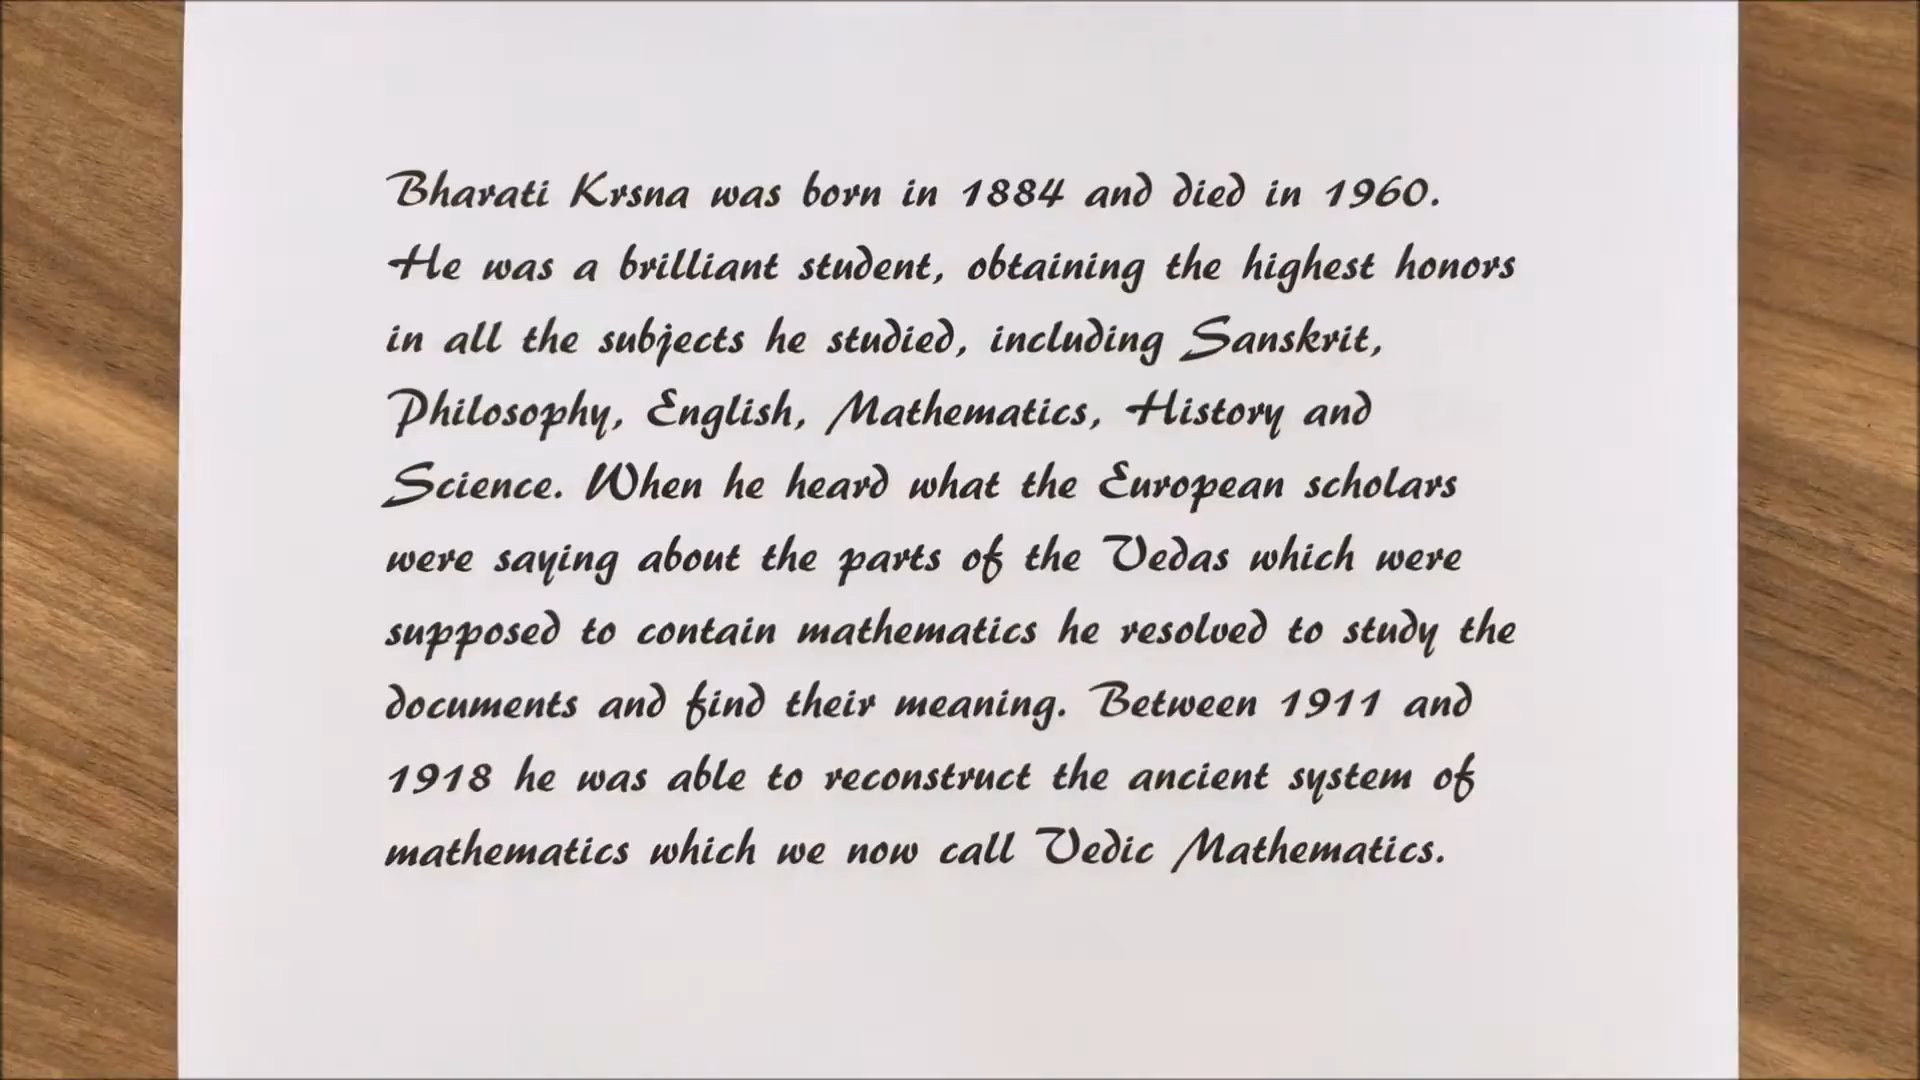 Bharati Krsna was born in 1884 and died in 1960.
He was a brilliant student, obtaining the highest honors
in all the subjects he studied, including Sanskrit,
Philosophy, English, Mathematics, History and
Science. When he heard what the European scholars
were saying about the parts of the Vedas which were
supposed to contain mathematics he resolved to study the
documents and find their meaning. Between 1911 and
1918 he was able to reconstruct the ancient system of
mathematics which we now call Vedic Mathematics.